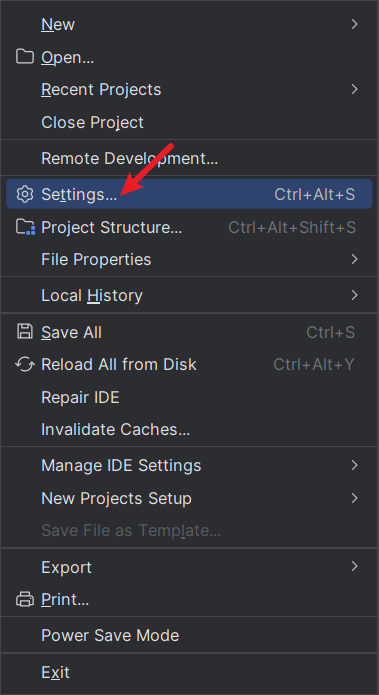 New
Open...
Recent Projects
Close Project
Remote Development...
Settings... Ctrl+Alt+S
Project Structure... Ctrl+Alt+Shift+S
File Properties
Local History
Save All Ctrl+S
Reload All from Disk Ctrl+Alt+Y
Repair IDE
Invalidate Caches...
Manage IDE Settings
New Projects Setup
Save File as Template...
Export
Print...
Power Save Mode
Exit